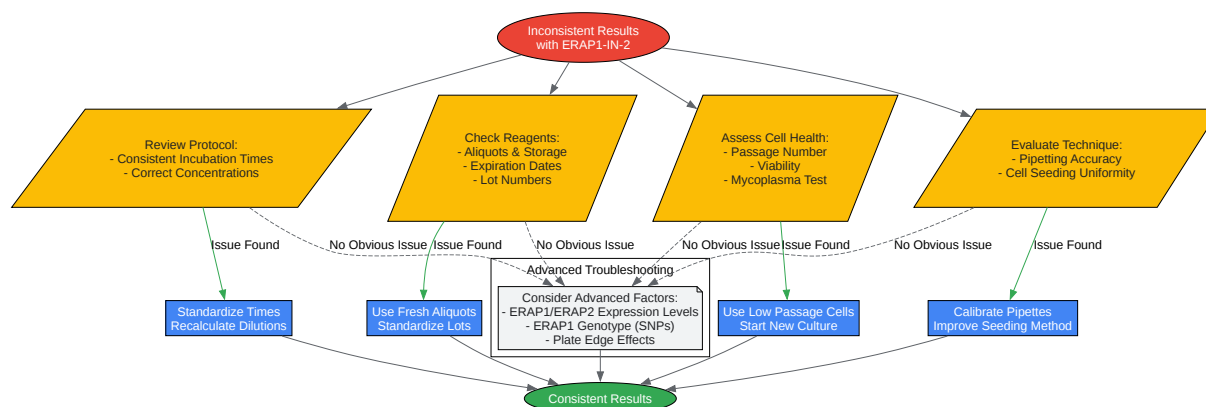 Inconsistent Results
with ERAP1-IN-2
Review Protocol:
- Consistent Incubation Times
- Correct Concentrations
Check Reagents:
- Aliquots & Storage
- Expiration Dates
- Lot Numbers
Assess Cell Health:
- Passage Number
- Viability
- Mycoplasma Test
Evaluate Technique:
- Pipetting Accuracy
- Cell Seeding Uniformity
Issue Found
No Obvious Issue
Issue Found
No Obvious Issue
No Obvious Issue
Issue Found
No Obvious Issue
Issue Found
Advanced Troubleshooting
Standardize Times
Recalculate Dilutions
Use Fresh Aliquots
Standardize Lots
Consider Advanced Factors:
- ERAP1/ERAP2 Expression Levels
- ERAP1 Genotype (SNPs)
- Plate Edge Effects
Use Low Passage Cells
Start New Culture
Calibrate Pipettes
Improve Seeding Method
Consistent Results